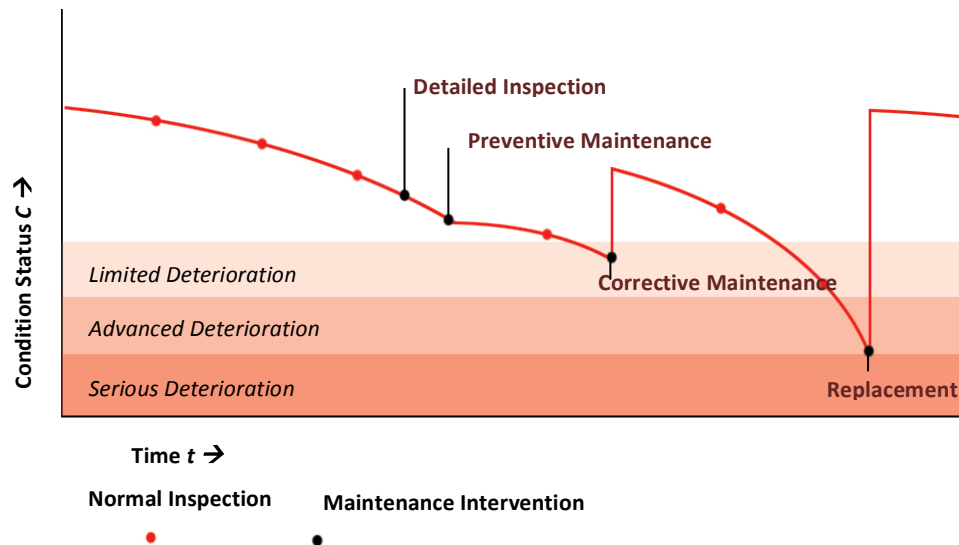 Detailed Inspection
Preventive Maintenance
Condition Status C →
Limited Deterioration
Corrective Maintenance
Advanced Deterioration
Serious Deterioration
Replacement
Time t →
Normal Inspection
Maintenance Intervention